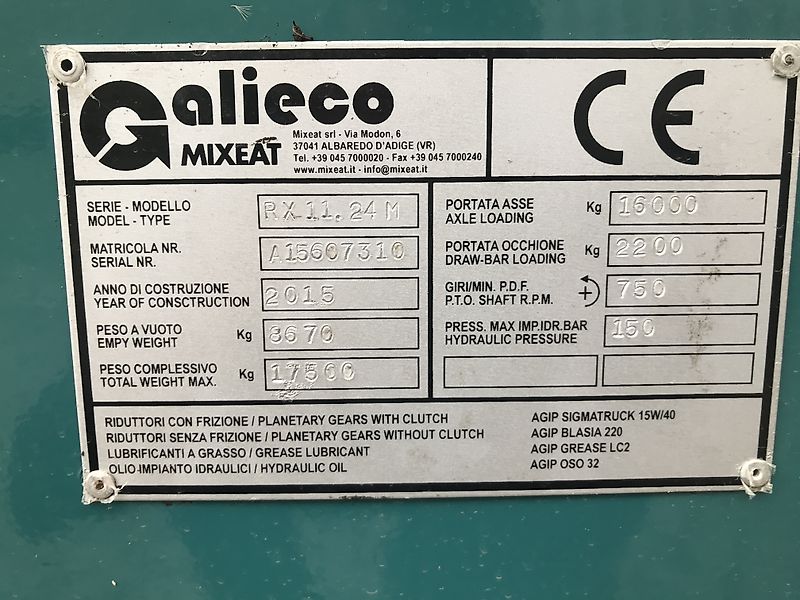 Galieco
MIXEAT
Mixeat srl - Via Modon, 6
37041 ALBAREDO D'ADIGE (VR)
Tel. +39 045 7000020 - Fax +39 045 7000240
www.mixeat.it - info@mixeat.it
CE
SERIE - MODELLO
MODEL - TYPE
RX 11.24 M
MATRICOLA NR.
SERIAL NR.
A15607310
ANNO DI COSTRUZIONE
YEAR OF CONSCTRUCTION
2015
PESO A VUOTO
EMPY WEIGHT
Kg
8670
PESO COMPLESSIVO
TOTAL WEIGHT MAX.
Kg
17500
PORTATA ASSE
AXLE LOADING
Kg
16000
PORTATA OCCHIONE
DRAW-BAR LOADING
Kg
2200
GIRI/MIN. P.D.F.
P.T.O. SHAFT R.P.M.
750
PRESS. MAX IMP.IDR.BAR
HYDRAULIC PRESSURE
150
RIDUTTORI CON FRIZIONE / PLANETARY GEARS WITH CLUTCH AGIP SIGMATRUCK 15W/40
RIDUTTORI SENZA FRIZIONE / PLANETARY GEARS WITHOUT CLUTCH AGIP BLASIA 220
LUBRIFICANTI A GRASSO / GREASE LUBRICANT AGIP GREASE LC2
OLIO IMPIANTO IDRAULICI / HYDRAULIC OIL AGIP OSO 32